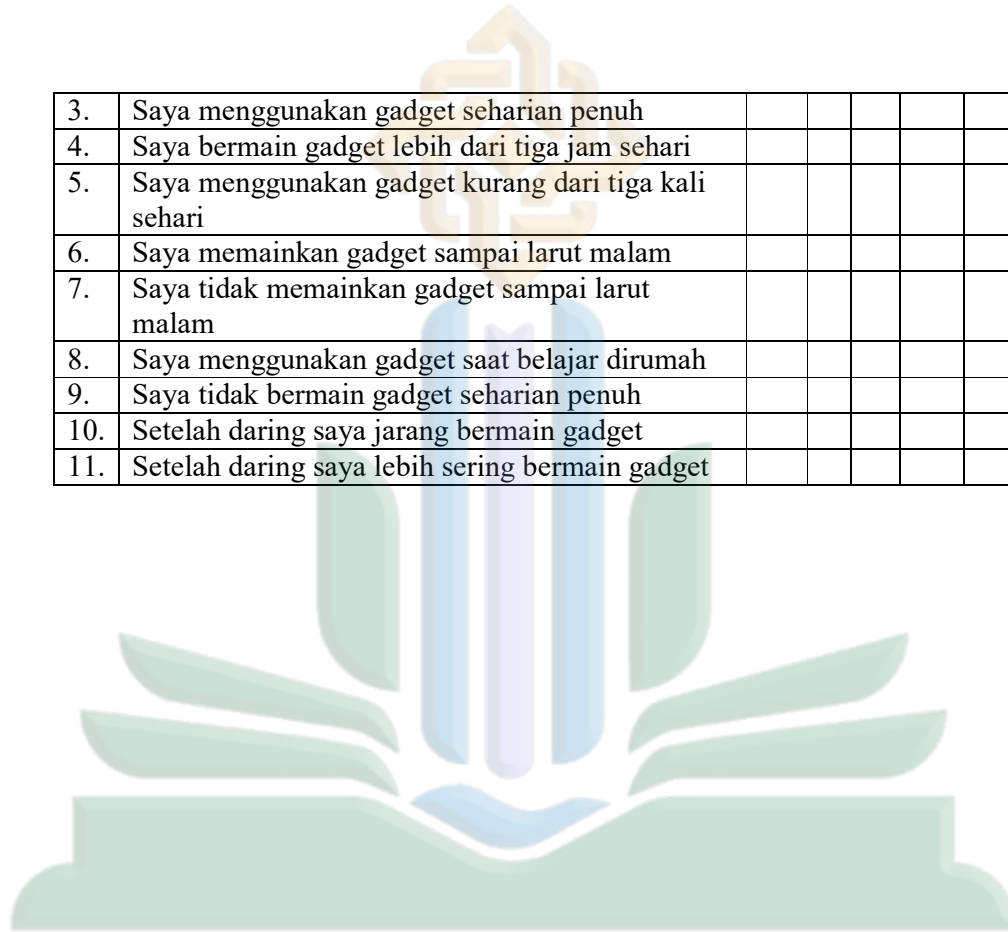 3. Saya menggunakan gadget seharian penuh
4. Saya bermain gadget lebih dari tiga jam sehari
5. Saya menggunakan gadget kurang dari tiga kali
sehari
6. Saya memainkan gadget sampai larut malam
7. Saya tidak memainkan gadget sampai larut
malam
8. Saya menggunakan gadget saat belajar dirumah
9. Saya tidak bermain gadget seharian penuh
10. Setelah daring saya jarang bermain gadget
11. Setelah daring saya lebih sering bermain gadget